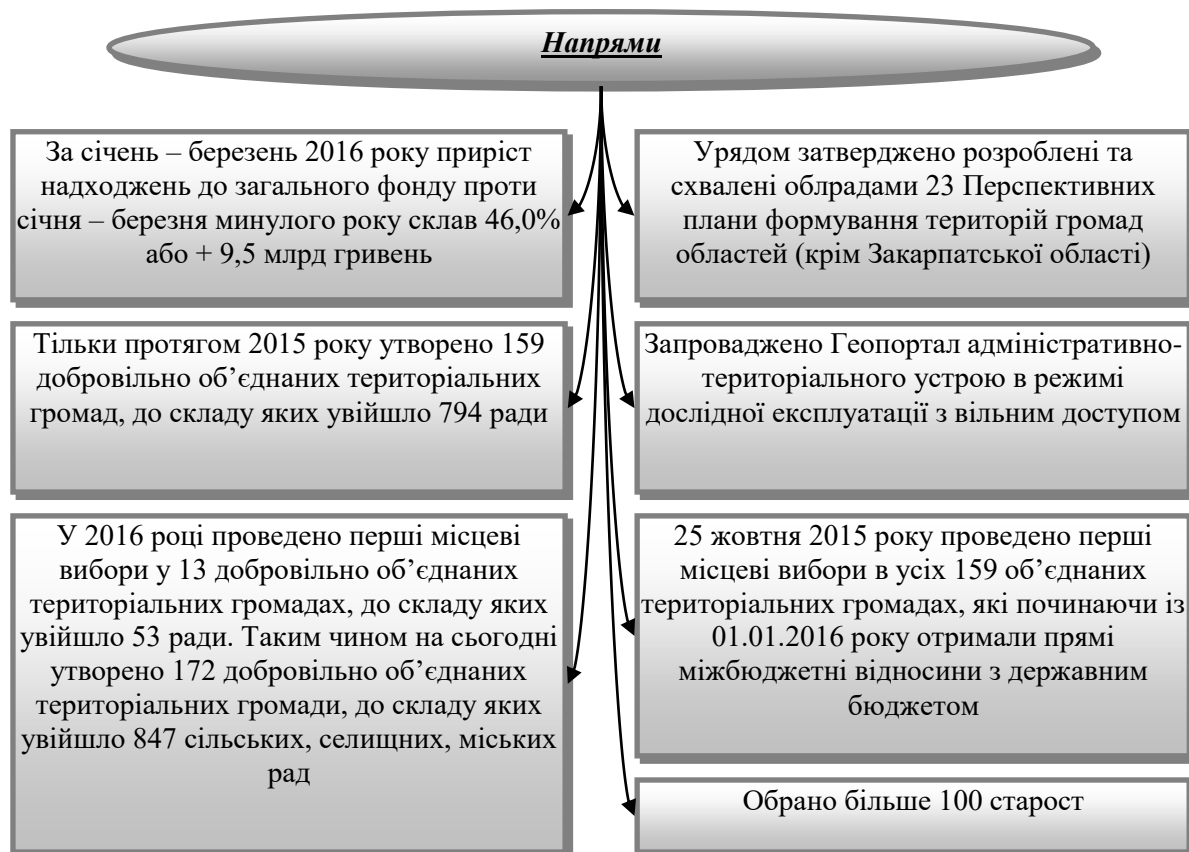 Напрями
За січень – березень 2016 року приріст
надходжень до загального фонду проти
січня – березня минулого року склав 46,0%
або + 9,5 млрд гривень
Урядом затверджено розроблені та
схвалені облрадами 23 Перспективних
плани формування територій громад
областей (крім Закарпатської області)
Тільки протягом 2015 року утворено 159
добровільно об’єднаних територіальних
громад, до складу яких увійшло 794 ради
Запроваджено Геопортал адміністративно-
територіального устрою в режимі
дослідної експлуатації з вільним доступом
У 2016 році проведено перші місцеві
вибори у 13 добровільно об’єднаних
територіальних громадах, до складу яких
увійшло 53 ради. Таким чином на сьогодні
утворено 172 добровільно об’єднаних
територіальних громади, до складу яких
увійшло 847 сільських, селищних, міських
рад
25 жовтня 2015 року проведено перші
місцеві вибори в усіх 159 об’єднаних
територіальних громадах, які починаючи із
01.01.2016 року отримали прямі
міжбюджетні відносини з державним
бюджетом
Обрано більше 100 старост